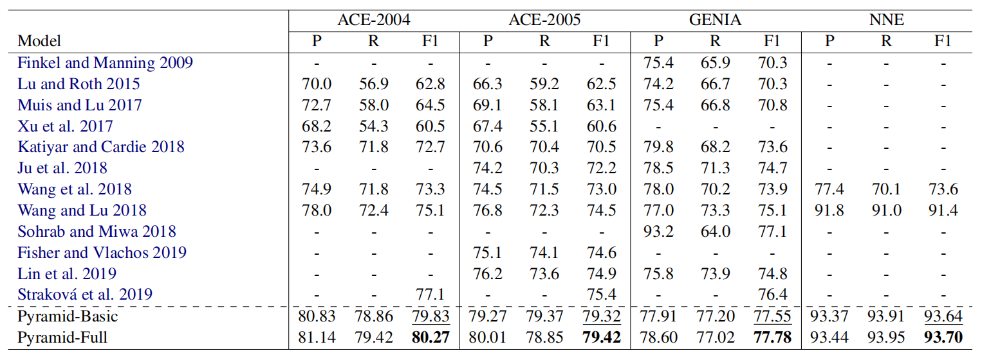 ACE-2004 ACE-2005 GENIA NNE
Model P R F1 P R F1 P R F1 P R F1
Finkel and Manning 2009 - - - - - - 75.4 65.9 70.3 - - -
Lu and Roth 2015 70.0 56.9 62.8 66.3 59.2 62.5 74.2 66.7 70.3 - - -
Muis and Lu 2017 72.7 58.0 64.5 69.1 58.1 63.1 75.4 66.8 70.8 - - -
Xu et al. 2017 68.2 54.3 60.5 67.4 55.1 60.6 - - - - - -
Katiyar and Cardie 2018 73.6 71.8 72.7 70.6 70.4 70.5 79.8 68.2 73.6 - - -
Ju et al. 2018 - - - 74.2 70.3 72.2 78.5 71.3 74.7 - - -
Wang et al. 2018 74.9 71.8 73.3 74.5 71.5 73.0 78.0 70.2 73.9 77.4 70.1 73.6
Wang and Lu 2018 78.0 72.4 75.1 76.8 72.3 74.5 77.0 73.3 75.1 91.8 91.0 91.4
Sohrab and Miwa 2018 - - - - - - 93.2 64.0 77.1 - - -
Fisher and Vlachos 2019 - - - 75.1 74.1 74.6 - - - - - -
Lin et al. 2019 - - - 76.2 73.6 74.9 75.8 73.9 74.8 - - -
Straková et al. 2019 - - 77.1 - - 75.4 - - 76.4 - - -
Pyramid-Basic 80.83 78.86 79.83 79.27 79.37 79.32 77.91 77.20 77.55 93.37 93.91 93.64
Pyramid-Full 81.14 79.42 80.27 80.01 78.85 79.42 78.60 77.02 77.78 93.44 93.95 93.70